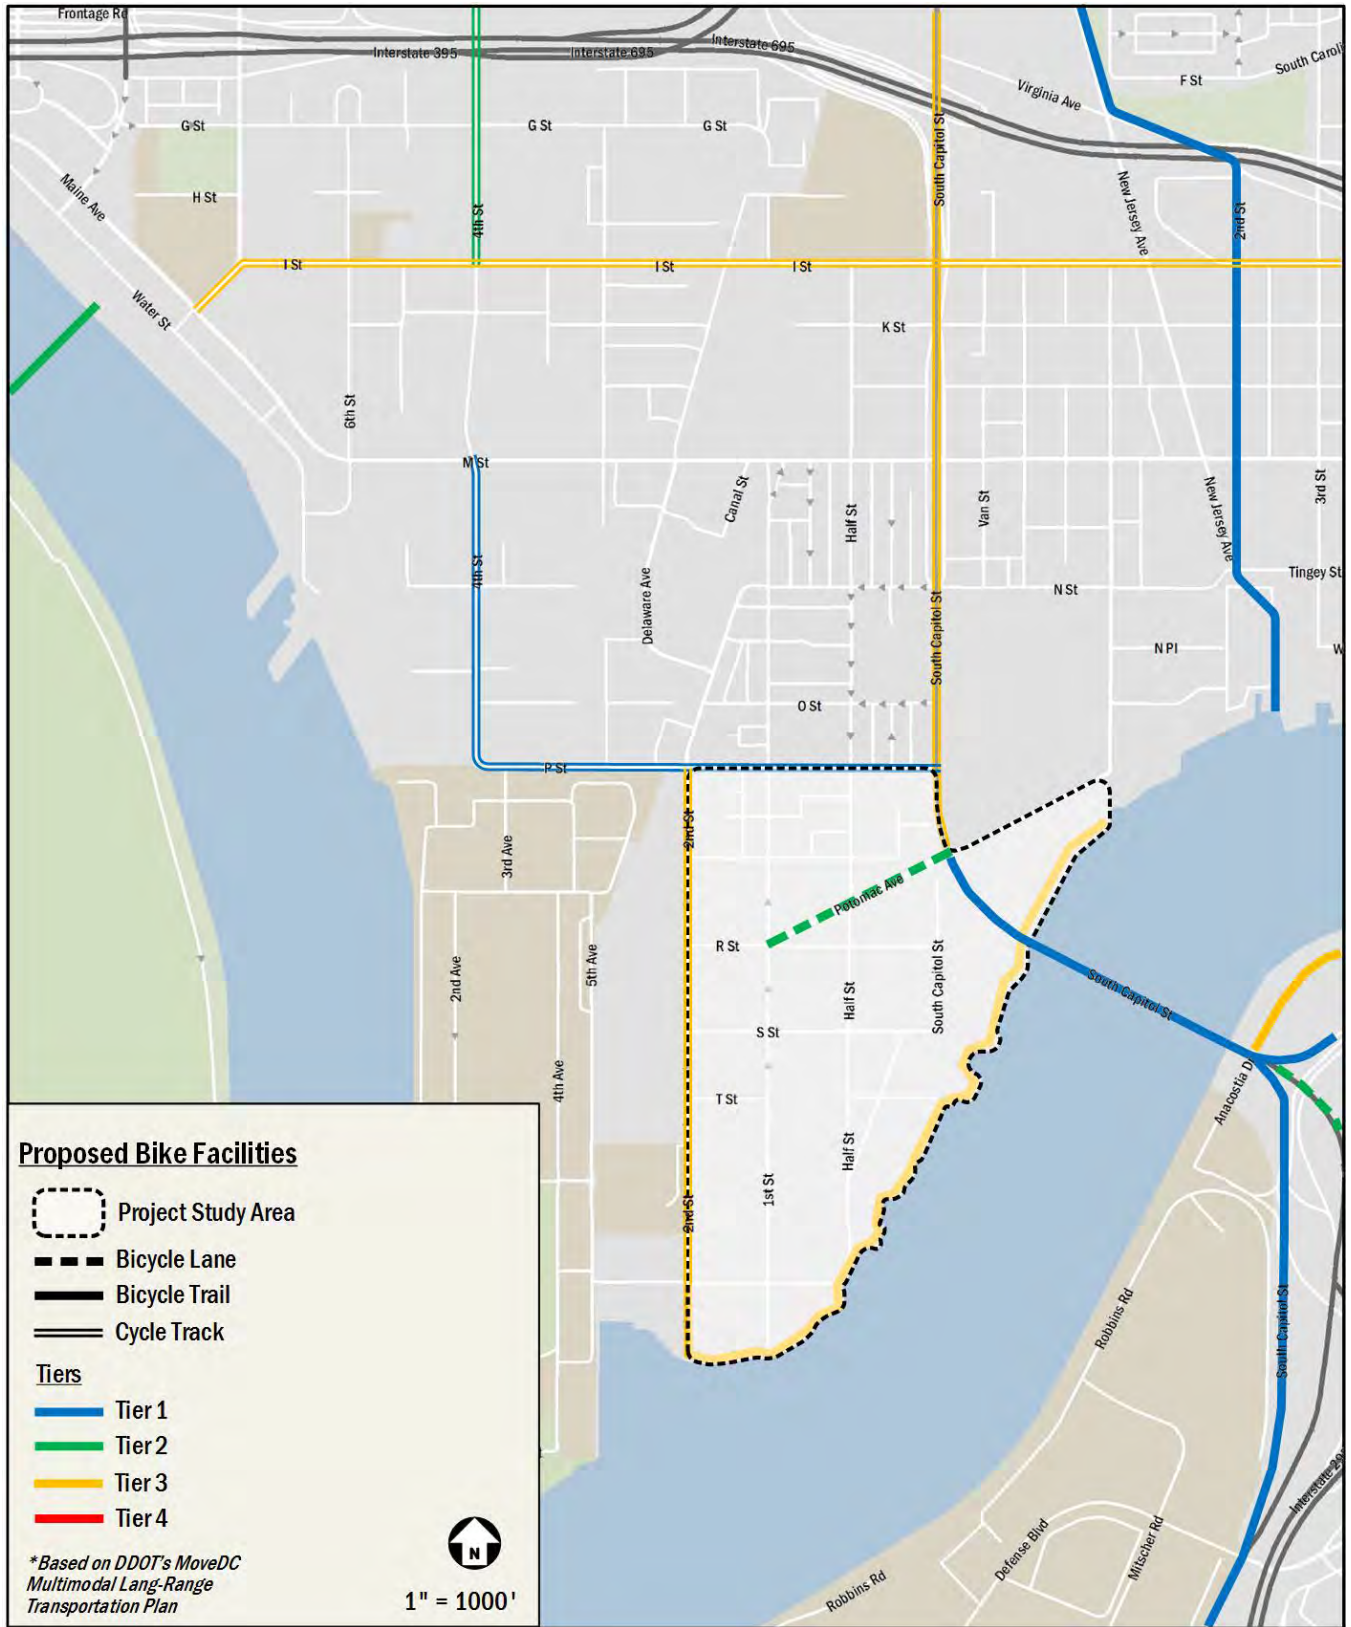 Frontage Rd
Interstate 395
Interstate 695
Interstate 695
South Caroli
F St
Virginia Ave
G St
G St
G St
South Capitol St
Maine Ave
H St
4th St
New Jersey Ave
2nd St
I St
I St
I St
Water St
K St
6th St
M St
Canal St
Half St
Van St
New Jersey Ave
3rd St
4th St
Delaware Ave
N St
Tingey St
South Capitol St
N Pl
W
O St
P St
2nd St
3rd Ave
Potomac Ave
R St
2nd Ave
5th Ave
Half St
South Capitol St
South Capitol St
S St
4th Ave
T St
Anacostia Dr
Half St
1st St
2nd St
Robbins Rd
South Capitol St
Interstate 29
Defense Blvd
Mitscher Rd
Robbins Rd
Proposed Bike Facilities
Project Study Area
Bicycle Lane
Bicycle Trail
Cycle Track
Tiers
Tier 1
Tier 2
Tier 3
Tier 4
*Based on DDOT's MoveDC
Multimodal Lang-Range
Transportation Plan
N
1" = 1000'